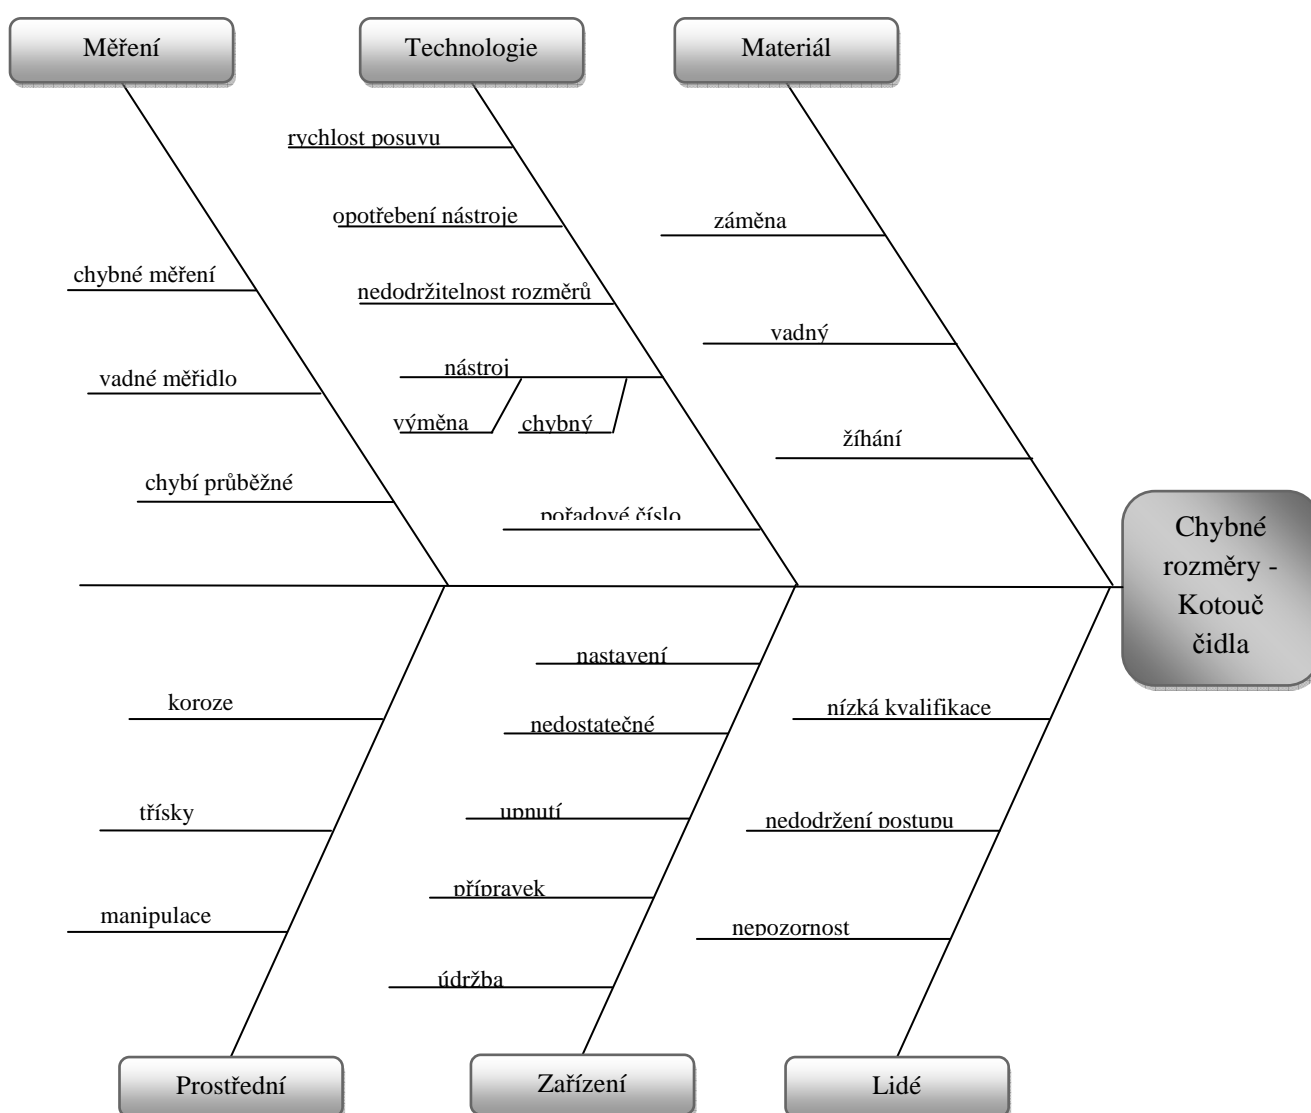 Měření
Technologie
Materiál
rychlost posuvu
opotřebení nástroje
záměna
chybné měření
nedodržitelnost rozměrů
vadný
vadné měřidlo
nástroj
výměna
chybný
žíhání
chybí průběžné
pořadové číslo
Chybné
rozměry -
Kotouč
čidla
nastavení
koroze
nedostatečné
nízká kvalifikace
třísky
upnutí
nedodržení postupu
přípravek
manipulace
nepozornost
údržba
Prostřední
Zařízení
Lidé